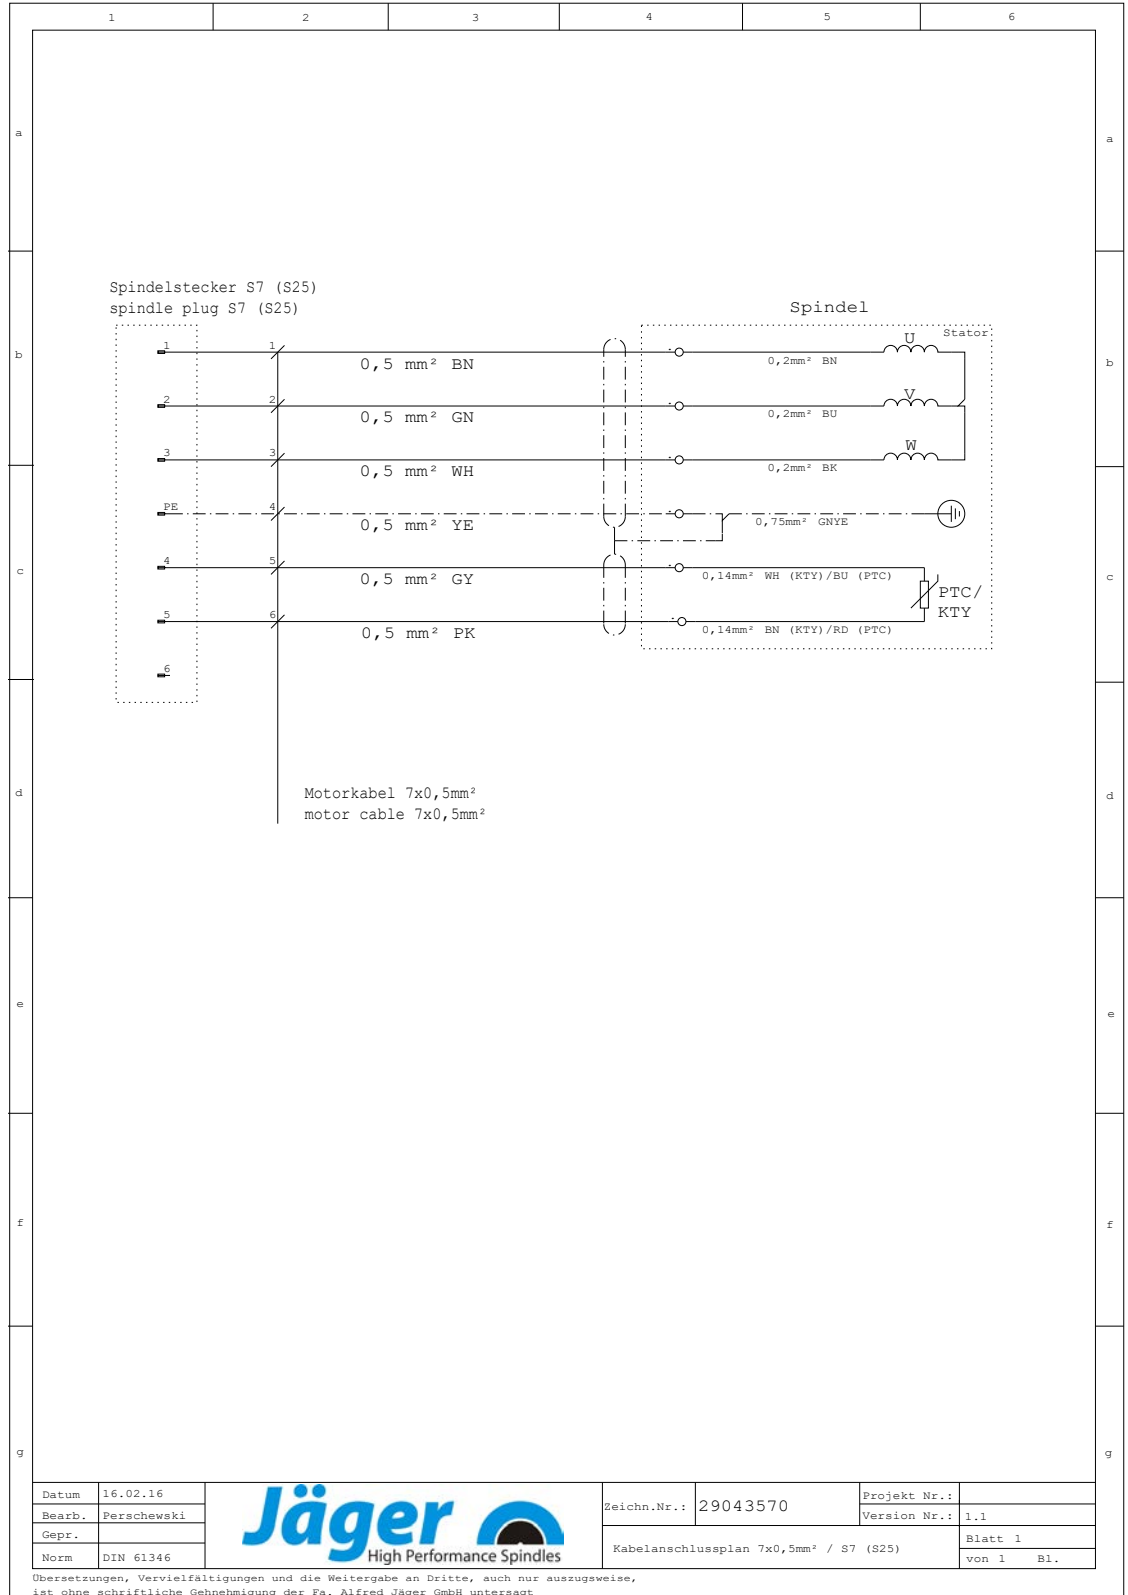 1 2 3 4 5 6
a a
Spindelstecker S7 (S25)
spindle plug S7 (S25)
Spindel
Stator
b b
1 1 0,5 mm² BN 0,2mm² BN U
2 2 0,5 mm² GN 0,2mm² BU V
3 3 0,5 mm² WH 0,2mm² BK W
PE 4 0,5 mm² YE 0,75mm² GNYE
c c
4 5 0,5 mm² GY 0,14mm² WH (KTY)/BU (PTC)
PTC/
KTY
5 6 0,5 mm² PK 0,14mm² BN (KTY)/RD (PTC)
6
d d
Motorkabel 7x0,5mm²
motor cable 7x0,5mm²
e e
f f
g g
Datum 16.02.16
Bearb. Perschewski
Gepr.
Norm DIN 61346
Jäger
High Performance Spindles
Zeichn.Nr.: 29043570
Kabelanschlussplan 7x0,5mm² / S7 (S25)
Projekt Nr.:
Version Nr.: 1.1
Blatt 1
von 1 Bl.
Übersetzungen, Vervielfältigungen und die Weitergabe an Dritte, auch nur auszugsweise,
ist ohne schriftliche Gehnehmigung der Fa. Alfred Jäger GmbH untersagt